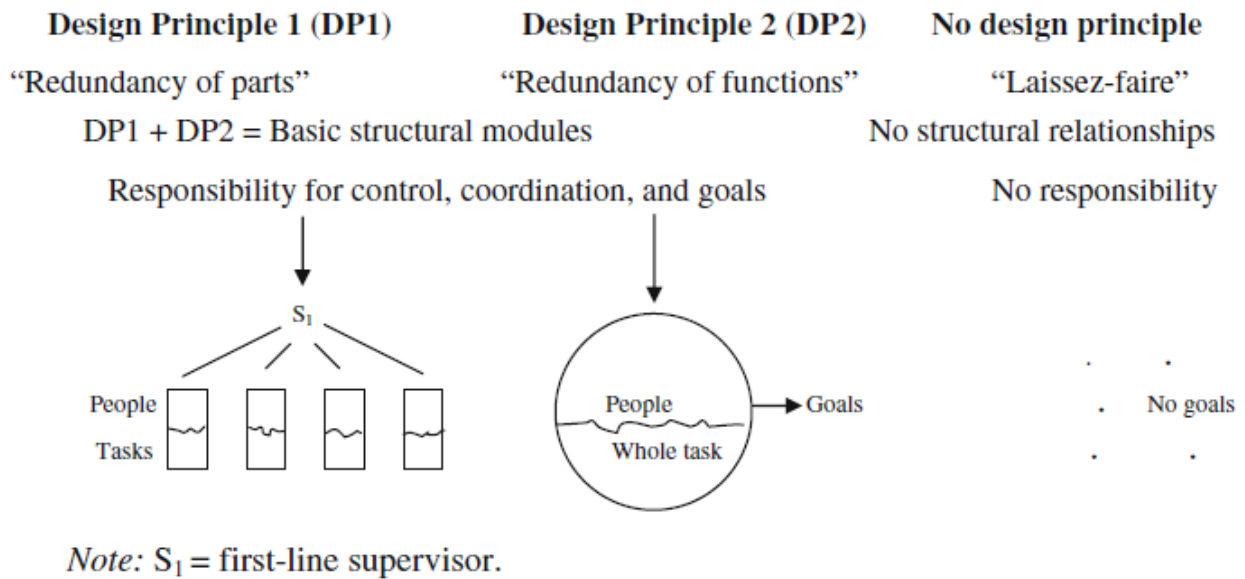 Design Principle 1 (DP1) Design Principle 2 (DP2) No design principle
“Redundancy of parts” “Redundancy of functions” “Laissez-faire”
DP1 + DP2 = Basic structural modules No structural relationships
Responsibility for control, coordination, and goals No responsibility
S₁
People People Goals No goals
Tasks Whole task
Note: S₁ = first-line supervisor.